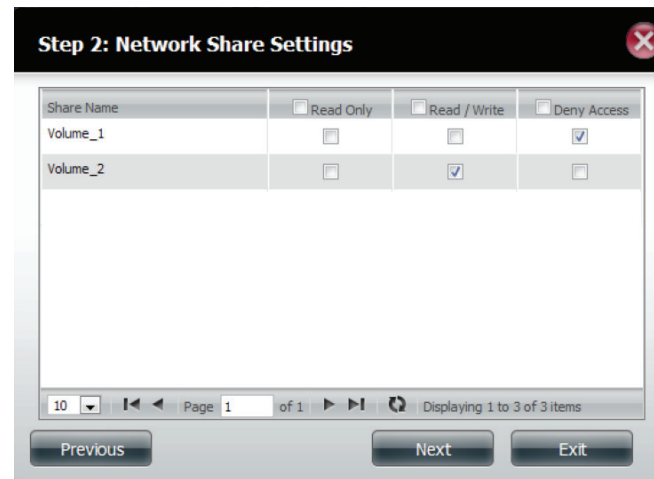 Step 2: Network Share Settings
Share Name Read Only Read / Write Deny Access
Volume_1
Volume_2
10 Page 1 of 1 Displaying 1 to 3 of 3 items
Previous Next Exit